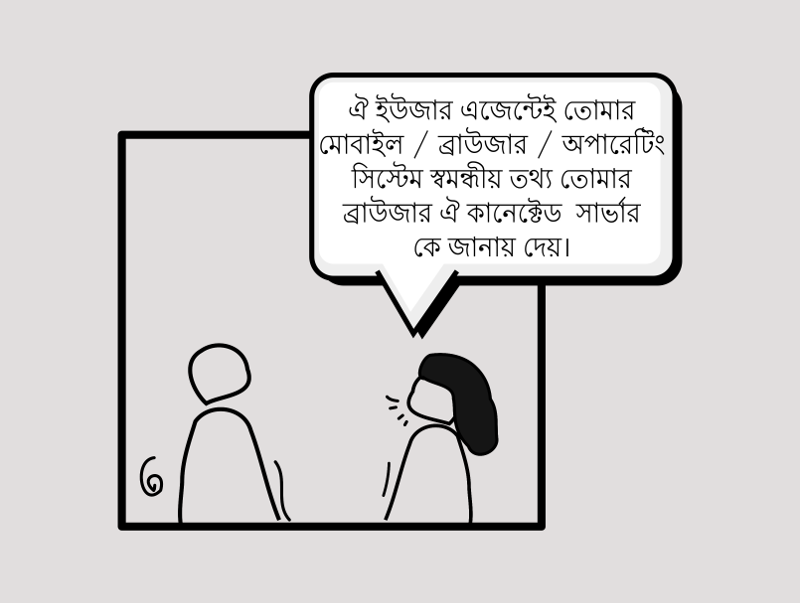 ঐ ইউজার এজেন্টেই তোমার
মোবাইল / ব্রাউজার / অপারেটিং
সিস্টেম স্বমন্ধীয় তথ্য তোমার
ব্রাউজার ঐ কানেক্টেড সার্ভার
কে জানায় দেয়।
৬